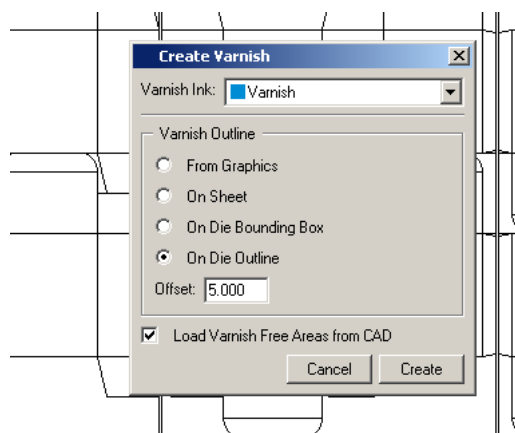 Create Varnish
Varnish Ink: Varnish
Varnish Outline
From Graphics
On Sheet
On Die Bounding Box
On Die Outline
Offset: 5.000
Load Varnish Free Areas from CAD
Cancel Create